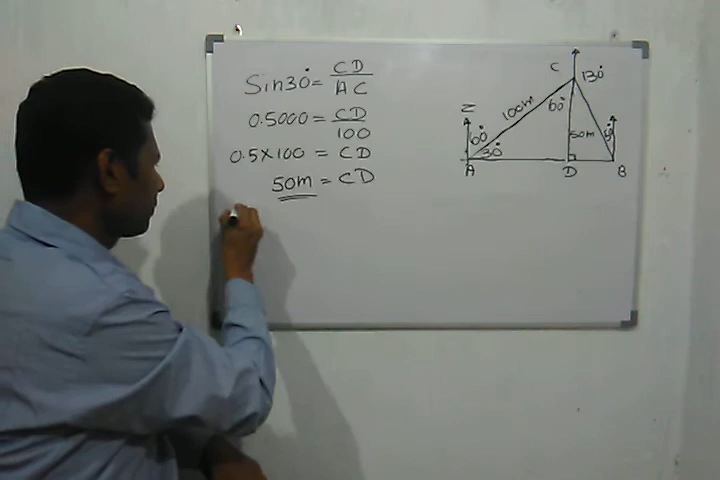 Sin30° = CD/AC
0.5000 = CD/100
0.5×100 = CD
50m = CD
C
130°
100m
60°
Z
60°
50m
30°
A
D
B